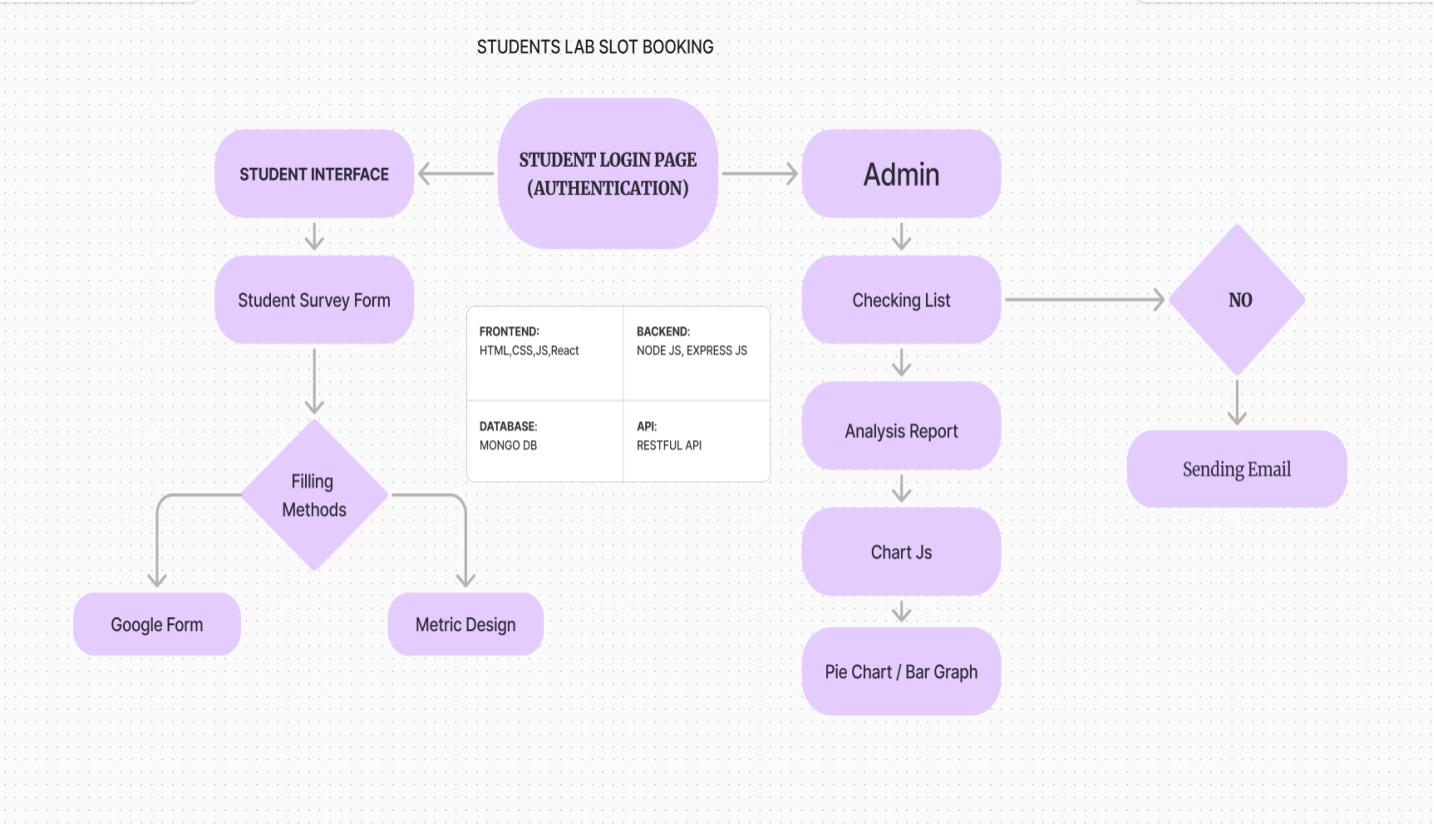 STUDENTS LAB SLOT BOOKING
STUDENT INTERFACE
STUDENT LOGIN PAGE
(AUTHENTICATION)
Admin
Student Survey Form
Checking List
NO
FRONTEND:
HTML,CSS,JS,React
BACKEND:
NODE JS, EXPRESS JS
DATABASE:
MONGO DB
API:
RESTFUL API
Analysis Report
Sending Email
Filling
Methods
Chart Js
Google Form
Metric Design
Pie Chart / Bar Graph